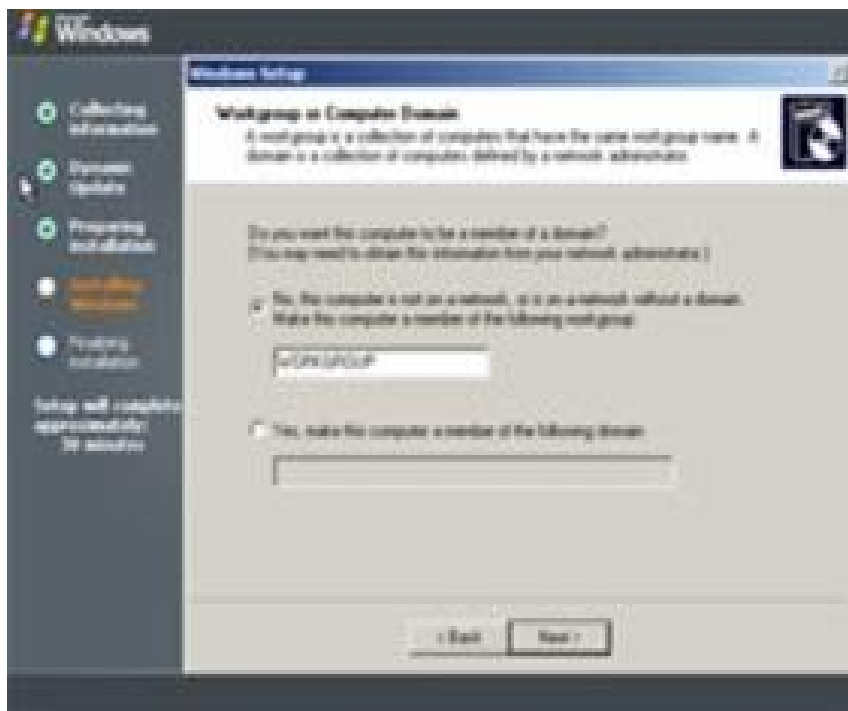 Windows
Windows Setup
Collecting
information
Dynamic
Update
Preparing
installation
Installing
Windows
Finalizing
installation
Setup will complete
approximately:
30 minutes
Workgroup or Computer Domain
A workgroup is a collection of computers that have the same workgroup name. A
domain is a collection of computers defined by a network administrator.
Do you want this computer to be a member of a domain?
(You may need to obtain this information from your network administrator.)
No, this computer is not on a network, or is on a network without a domain.
Make this computer a member of the following workgroup:
WORKGROUP
Yes, make this computer a member of the following domain:
< Back
Next >